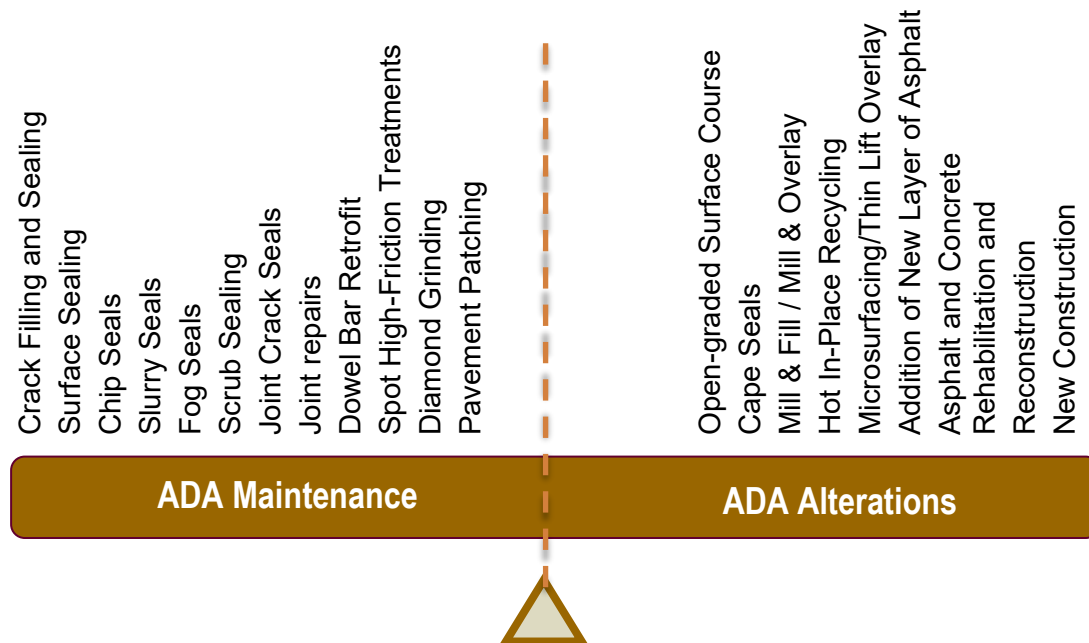 Crack Filling and Sealing
Surface Sealing
Chip Seals
Slurry Seals
Fog Seals
Scrub Sealing
Joint Crack Seals
Joint repairs
Dowel Bar Retrofit
Spot High-Friction Treatments
Diamond Grinding
Pavement Patching
Open-graded Surface Course
Cape Seals
Mill & Fill / Mill & Overlay
Hot In-Place Recycling
Microsurfacing/Thin Lift Overlay
Addition of New Layer of Asphalt
Asphalt and Concrete
Rehabilitation and
Reconstruction
New Construction
ADA Maintenance
ADA Alterations